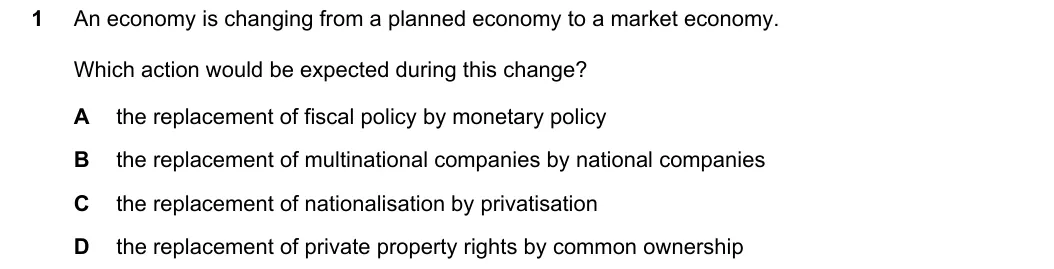 1 An economy is changing from a planned economy to a market economy.
Which action would be expected during this change?
A the replacement of fiscal policy by monetary policy
B the replacement of multinational companies by national companies
C the replacement of nationalisation by privatisation
D the replacement of private property rights by common ownership